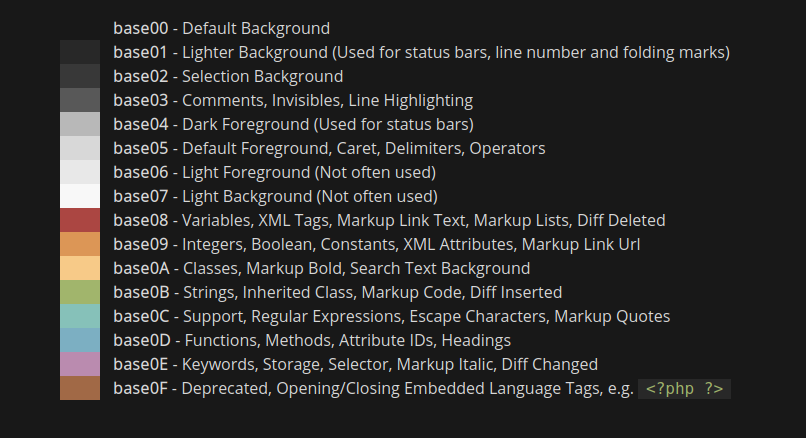 base00 - Default Background
base01 - Lighter Background (Used for status bars, line number and folding marks)
base02 - Selection Background
base03 - Comments, Invisibles, Line Highlighting
base04 - Dark Foreground (Used for status bars)
base05 - Default Foreground, Caret, Delimiters, Operators
base06 - Light Foreground (Not often used)
base07 - Light Background (Not often used)
base08 - Variables, XML Tags, Markup Link Text, Markup Lists, Diff Deleted
base09 - Integers, Boolean, Constants, XML Attributes, Markup Link Url
base0A - Classes, Markup Bold, Search Text Background
base0B - Strings, Inherited Class, Markup Code, Diff Inserted
base0C - Support, Regular Expressions, Escape Characters, Markup Quotes
base0D - Functions, Methods, Attribute IDs, Headings
base0E - Keywords, Storage, Selector, Markup Italic, Diff Changed
base0F - Deprecated, Opening/Closing Embedded Language Tags, e.g. <?php ?>